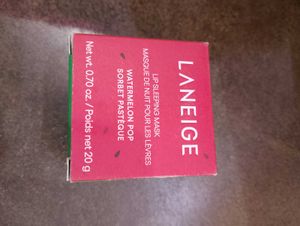 LANEIGE
LIP SLEEPING MASK
MASQUE DE NUIT POUR LES LÈVRES
WATERMELON POP
SORBET PASTÈQUE
Net wt. 0.70 oz. / Poids net 20 g